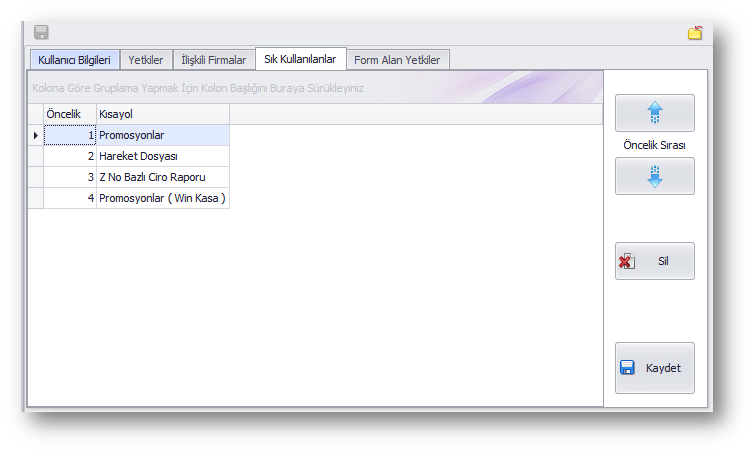 Kullanıcı Bilgileri Yetkiler İlişkili Firmalar Sık Kullanılanlar Form Alan Yetkiler
Kolona Göre Gruplama Yapmak İçin Kolon Başlığını Buraya Sürükleyiniz
Öncelik Kısayol
1 Promosyonlar
2 Hareket Dosyası
3 Z No Bazlı Ciro Raporu
4 Promosyonlar ( Win Kasa )
Öncelik Sırası
Sil
Kaydet